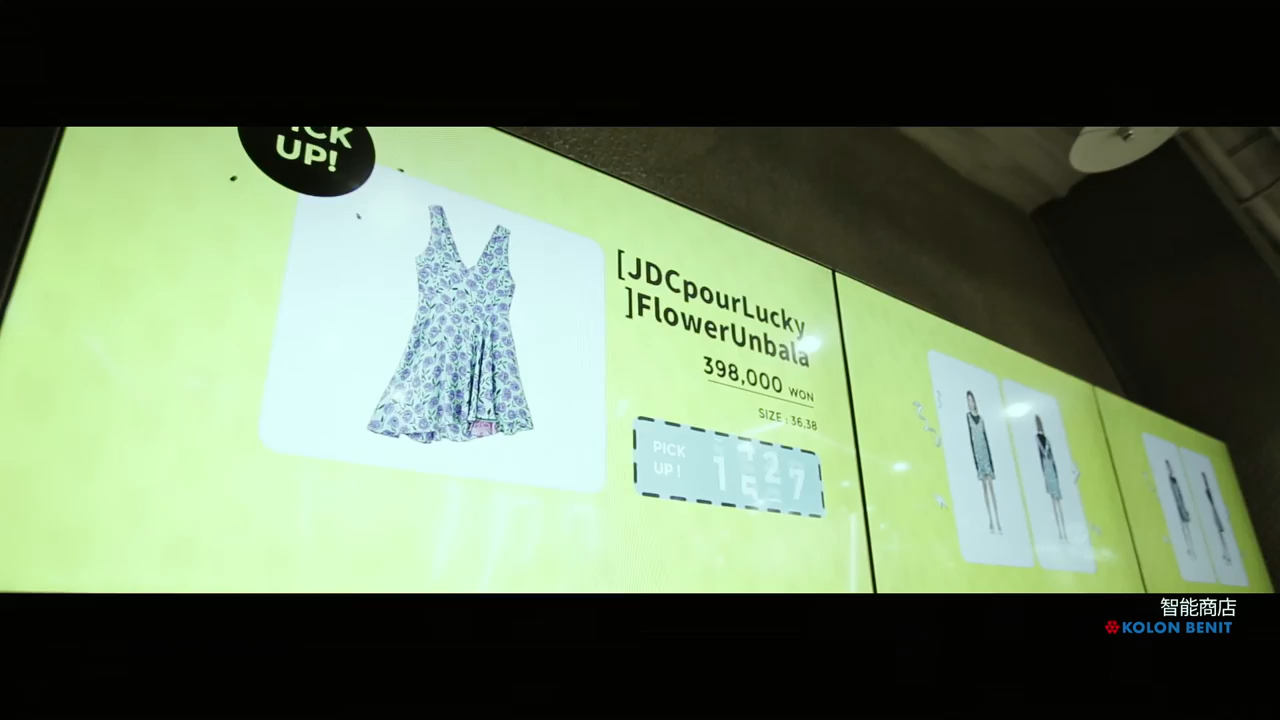 UP!
[JDCpourLucky
]FlowerUnbala
398,000 WON
SIZE : 36,38
PICK
UP !
智能商店
KOLON BENIT